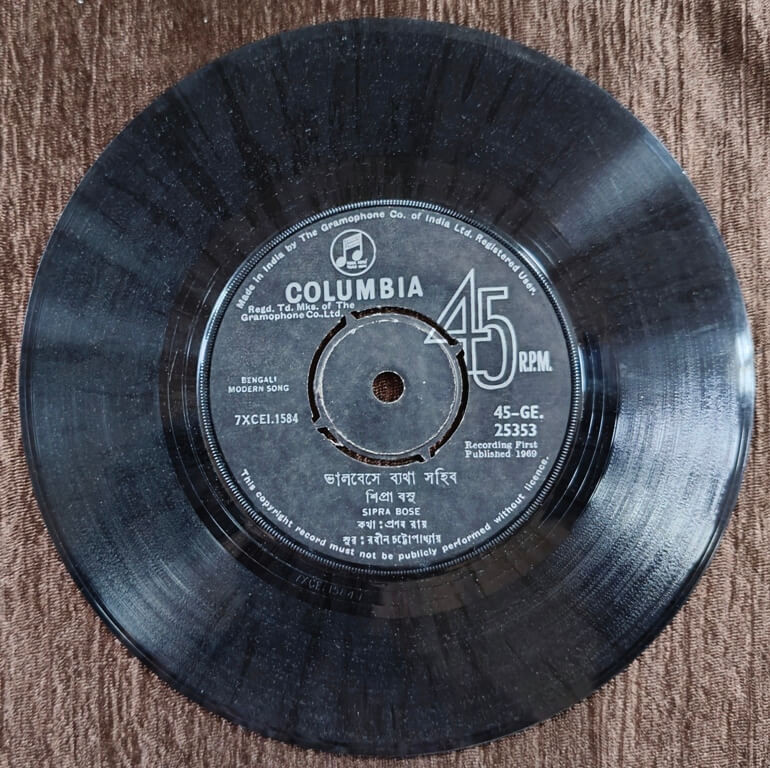 Made in India by The Gramophone Co. of India Ltd. Registered User.
COLUMBIA
Regd. Td. Mks. of The
Gramophone Co., Ltd.
45 R.P.M.
BENGALI
MODERN SONG
7XCEI.1584
45-GE.
25353
Recording First
Published 1969
ভালবেসে ব্যথা সহিব
শিপ্রা বসু
SIPRA BOSE
কথা : প্রণব রায়
সুর : রবীন চট্টোপাধ্যায়
This copyright record must not be publicly performed without licence.